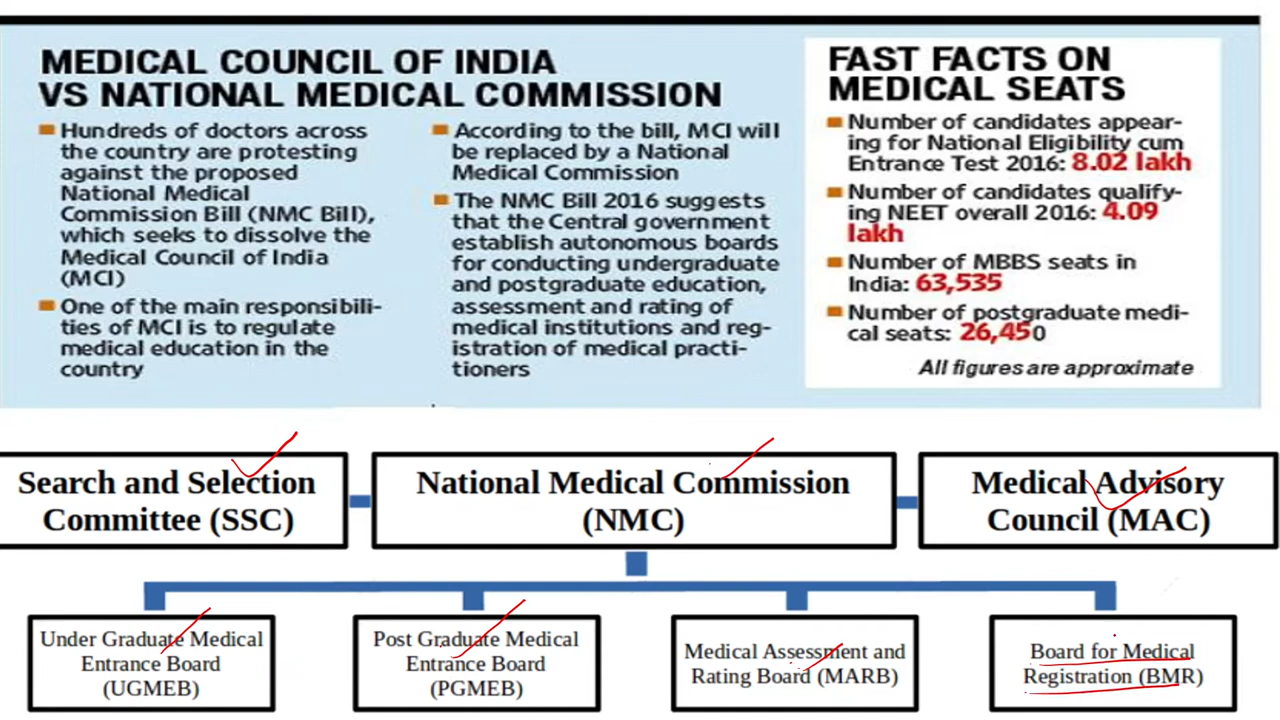 MEDICAL COUNCIL OF INDIA
VS NATIONAL MEDICAL COMMISSION
Hundreds of doctors across
the country are protesting
against the proposed
National Medical
Commission Bill (NMC Bill),
which seeks to dissolve the
Medical Council of India
(MCI)
One of the main responsibili-
ties of MCI is to regulate
medical education in the
country
According to the bill, MCI will
be replaced by a National
Medical Commission
The NMC Bill 2016 suggests
that the Central government
establish autonomous boards
for conducting undergraduate
and postgraduate education,
assessment and rating of
medical institutions and reg-
istration of medical practi-
tioners
FAST FACTS ON
MEDICAL SEATS
Number of candidates appear-
ing for National Eligibility cum
Entrance Test 2016: 8.02 lakh
Number of candidates qualify-
ing NEET overall 2016: 4.09
lakh
Number of MBBS seats in
India: 63,535
Number of postgraduate medi-
cal seats: 26,450
All figures are approximate
Search and Selection
Committee (SSC)
National Medical Commission
(NMC)
Medical Advisory
Council (MAC)
Under Graduate Medical
Entrance Board
(UGMEB)
Post Graduate Medical
Entrance Board
(PGMEB)
Medical Assessment and
Rating Board (MARB)
Board for Medical
Registration (BMR)